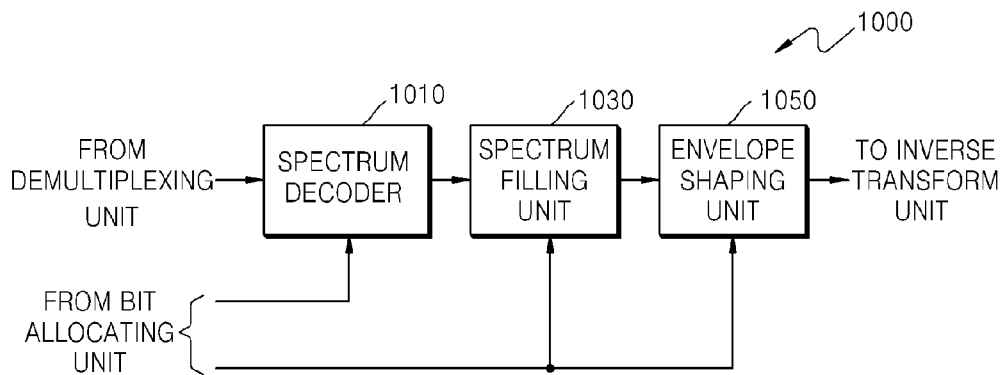 1000
1010
1030
1050
FROM
DEMULTIPLEXING
UNIT
SPECTRUM
DECODER
SPECTRUM
FILLING
UNIT
ENVELOPE
SHAPING
UNIT
TO INVERSE
TRANSFORM
UNIT
FROM BIT
ALLOCATING
UNIT